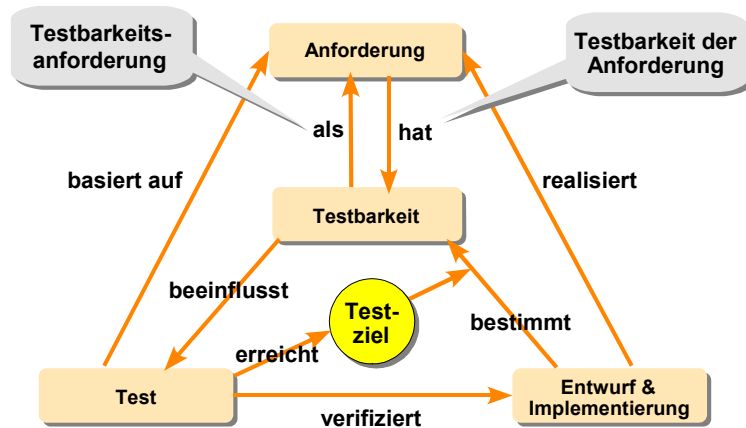 Testbarkeits-
anforderung
Anforderung
Testbarkeit der
Anforderung
als
hat
basiert auf
realisiert
Testbarkeit
beeinflusst
Test-
ziel
bestimmt
erreicht
Test
Entwurf &
Implementierung
verifiziert